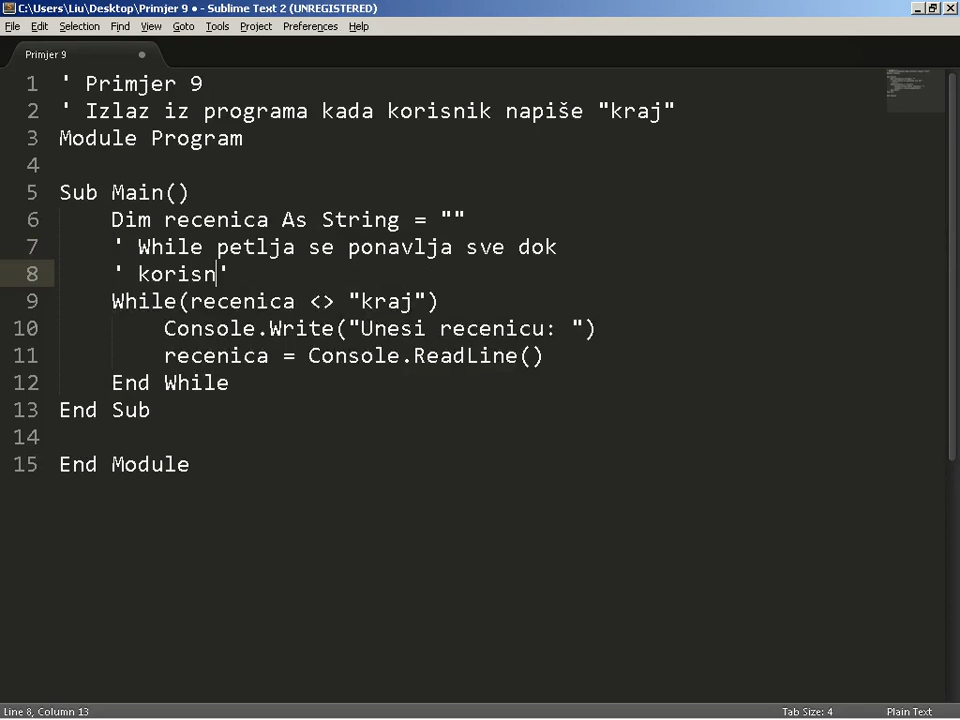 C:\Users\Liu\Desktop\Primjer 9 • - Sublime Text 2 (UNREGISTERED)
File Edit Selection Find View Goto Tools Project Preferences Help
Primjer 9
1 ' Primjer 9
2 ' Izlaz iz programa kada korisnik napiše "kraj"
3 Module Program
4
5 Sub Main()
6 Dim recenica As String = ""
7 ' While petlja se ponavlja sve dok
8 ' korisn'
9 While(recenica <> "kraj")
10 Console.Write("Unesi recenicu: ")
11 recenica = Console.ReadLine()
12 End While
13 End Sub
14
15 End Module
Line 8, Column 13 Tab Size: 4 Plain Text